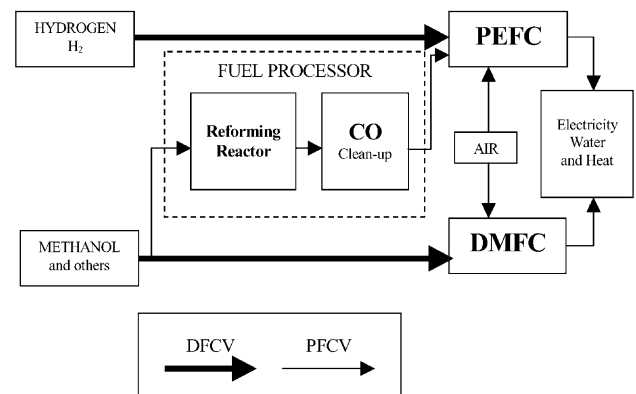 HYDROGEN
H2
PEFC
FUEL PROCESSOR
Reforming
Reactor
CO
Clean-up
AIR
Electricity
Water
and Heat
METHANOL
and others
DMFC
DFCV
PFCV